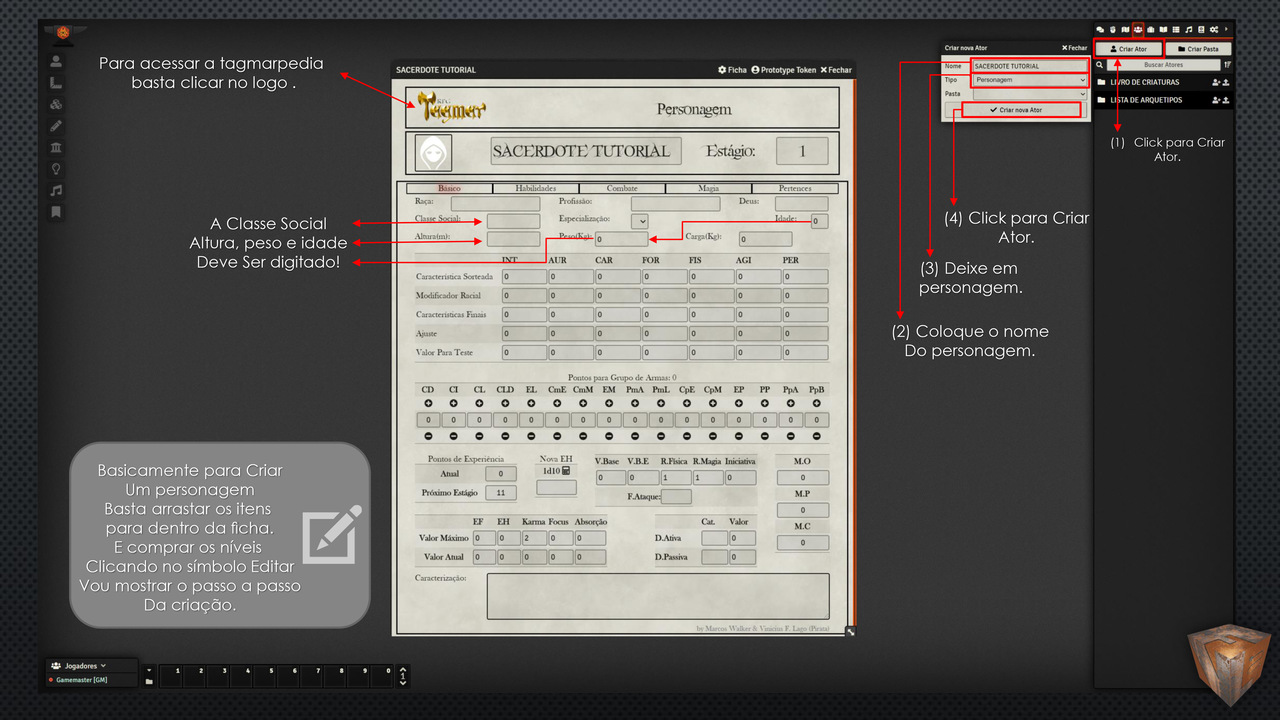 Para acessar a tagmarpedia
basta clicar no logo .
SACERDOTE TUTORIAL
Ficha Prototype Token Fechar
RPG
Tagmar
Personagem
SACERDOTE TUTORIAL Estágio: 1
Básico Habilidades Combate Magia Pertences
Raça: Profissão: Deus:
Classe Social: Especialização: Idade: 0
Altura(m): Peso(Kg): 0 Carga(Kg): 0
A Classe Social
Altura, peso e idade
Deve Ser digitado!
INT AUR CAR FOR FIS AGI PER
Característica Sorteada 0 0 0 0 0 0 0
Modificador Racial 0 0 0 0 0 0 0
Características Finais 0 0 0 0 0 0 0
Ajuste 0 0 0 0 0 0 0
Valor Para Teste 0 0 0 0 0 0 0
Pontos para Grupo de Armas: 0
CD CI CL CLD EL CmE CmM EM PmA PmL CpE CpM EP PP PpA PpB
0 0 0 0 0 0 0 0 0 0 0 0 0 0 0 0
Pontos de Experiência
Atual 0
Próximo Estágio 11
Nova EH
1d10
V.Base V.B.E R.Física R.Magia Iniciativa
0 0 1 1 0
F.Ataque:
M.O
0
M.P
0
M.C
0
EF EH Karma Focus Absorção
Valor Máximo 0 0 2 0 0
Valor Atual 0 0 0 0 0
Cat. Valor
D.Ativa 0
D.Passiva 0
Caracterização:
by Marcos Walker & Vinicius F. Lago (Pirata)
Basicamente para Criar
Um personagem
Basta arrastar os itens
para dentro da ficha.
E comprar os níveis
Clicando no símbolo Editar
Vou mostrar o passo a passo
Da criação.
Criar nova Ator Fechar
Nome SACERDOTE TUTORIAL
Tipo Personagem
Pasta
Criar nova Ator
Criar Ator Criar Pasta
Buscar Atores
LIVRO DE CRIATURAS
LISTA DE ARQUETIPOS
(1) Click para Criar
Ator.
(4) Click para Criar
Ator.
(3) Deixe em
personagem.
(2) Coloque o nome
Do personagem.
Jogadores
Gamemaster [GM]
1 2 3 4 5 6 7 8 9 0
1